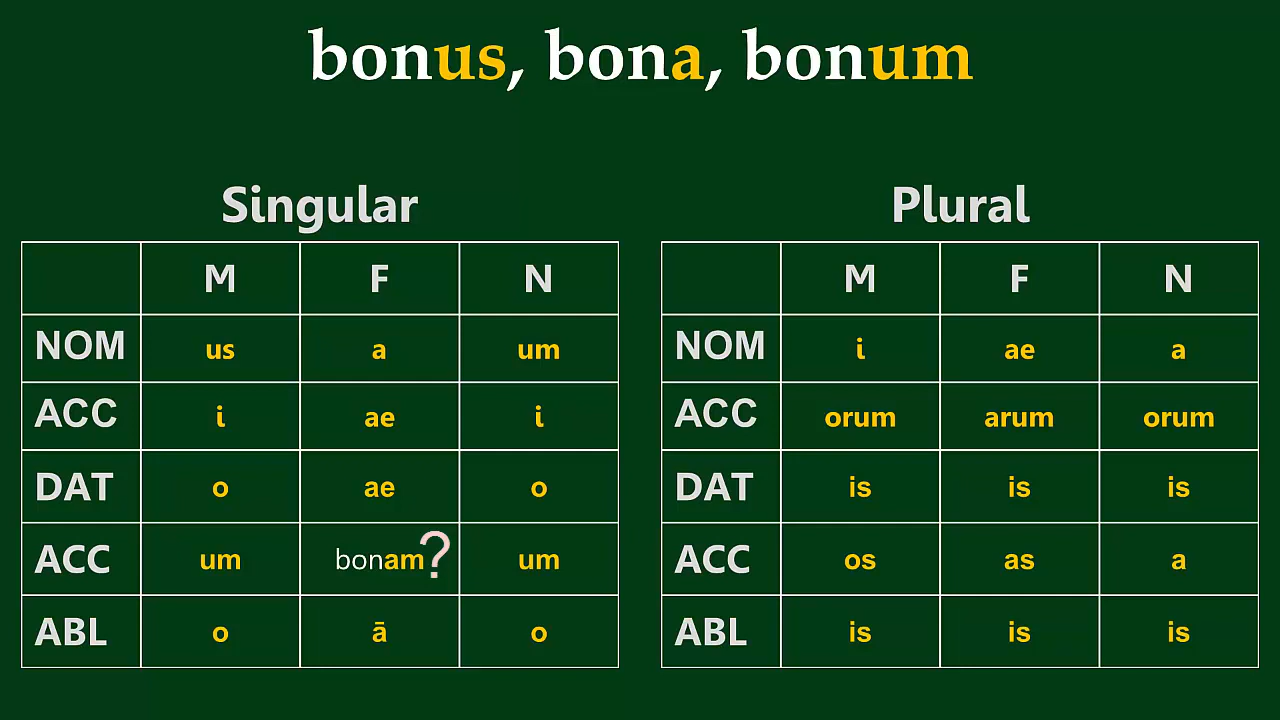 bonus, bona, bonum
Singular
M F N
NOM us a um
ACC i ae i
DAT o ae o
ACC um bonam? um
ABL o ā o
Plural
M F N
NOM i ae a
ACC orum arum orum
DAT is is is
ACC os as a
ABL is is is